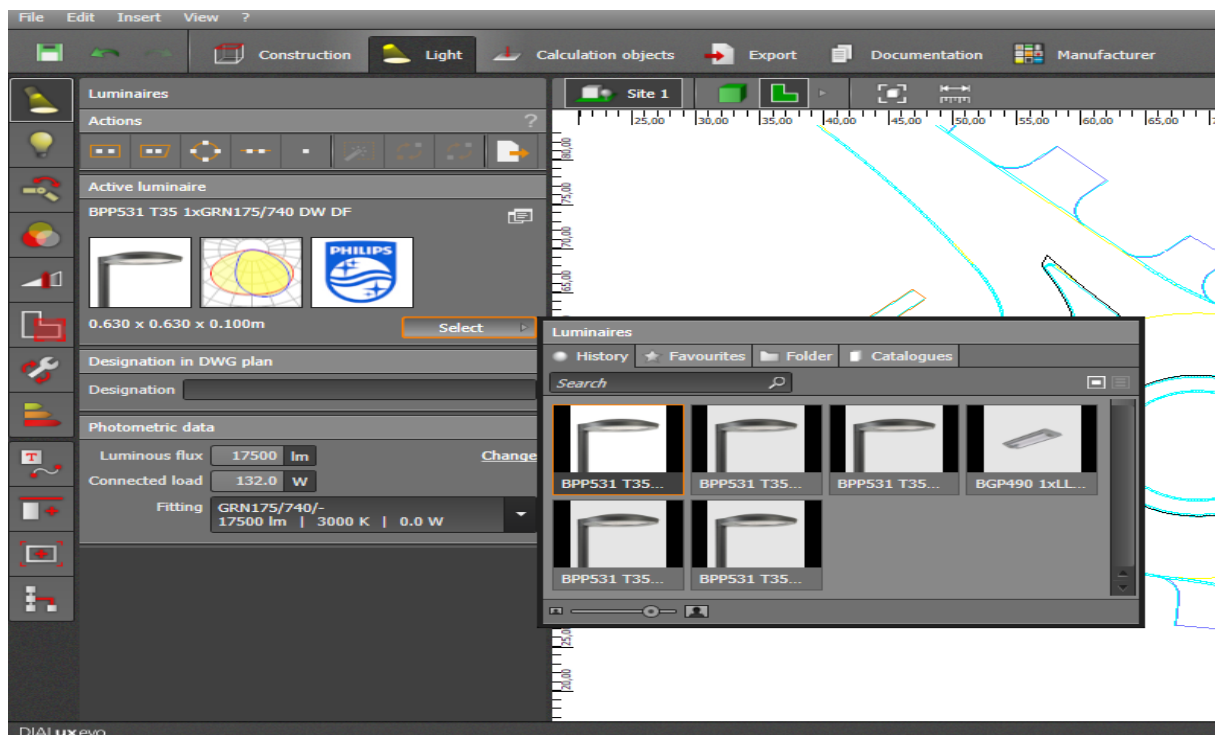 File Edit Insert View ?
Construction Light Calculation objects Export Documentation Manufacturer
Luminaires
Site 1
Actions ?
25,00 30,00 35,00 40,00 45,00 50,00 55,00 60,00 65,00
80,00
75,00
70,00
65,00
Active luminaire
BPP531 T35 1xGRN175/740 DW DF
PHILIPS
0.630 x 0.630 x 0.100m
Select
Designation in DWG plan
Designation
Photometric data
Luminous flux 17500 lm Change
Connected load 132.0 W
Fitting GRN175/740/-
17500 lm | 3000 K | 0.0 W
Luminaires
History Favourites Folder Catalogues
Search
BPP531 T35... BPP531 T35... BPP531 T35... BGP490 1xLL...
BPP531 T35... BPP531 T35...
25,00
20,00
DIALux evo